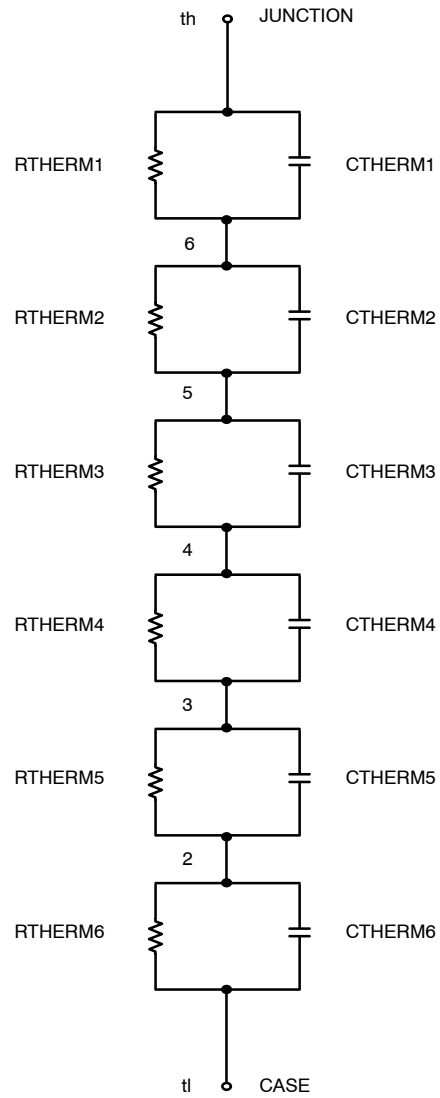 th JUNCTION
RTHERM1 CTHERM1
6
RTHERM2 CTHERM2
5
RTHERM3 CTHERM3
4
RTHERM4 CTHERM4
3
RTHERM5 CTHERM5
2
RTHERM6 CTHERM6
tl CASE